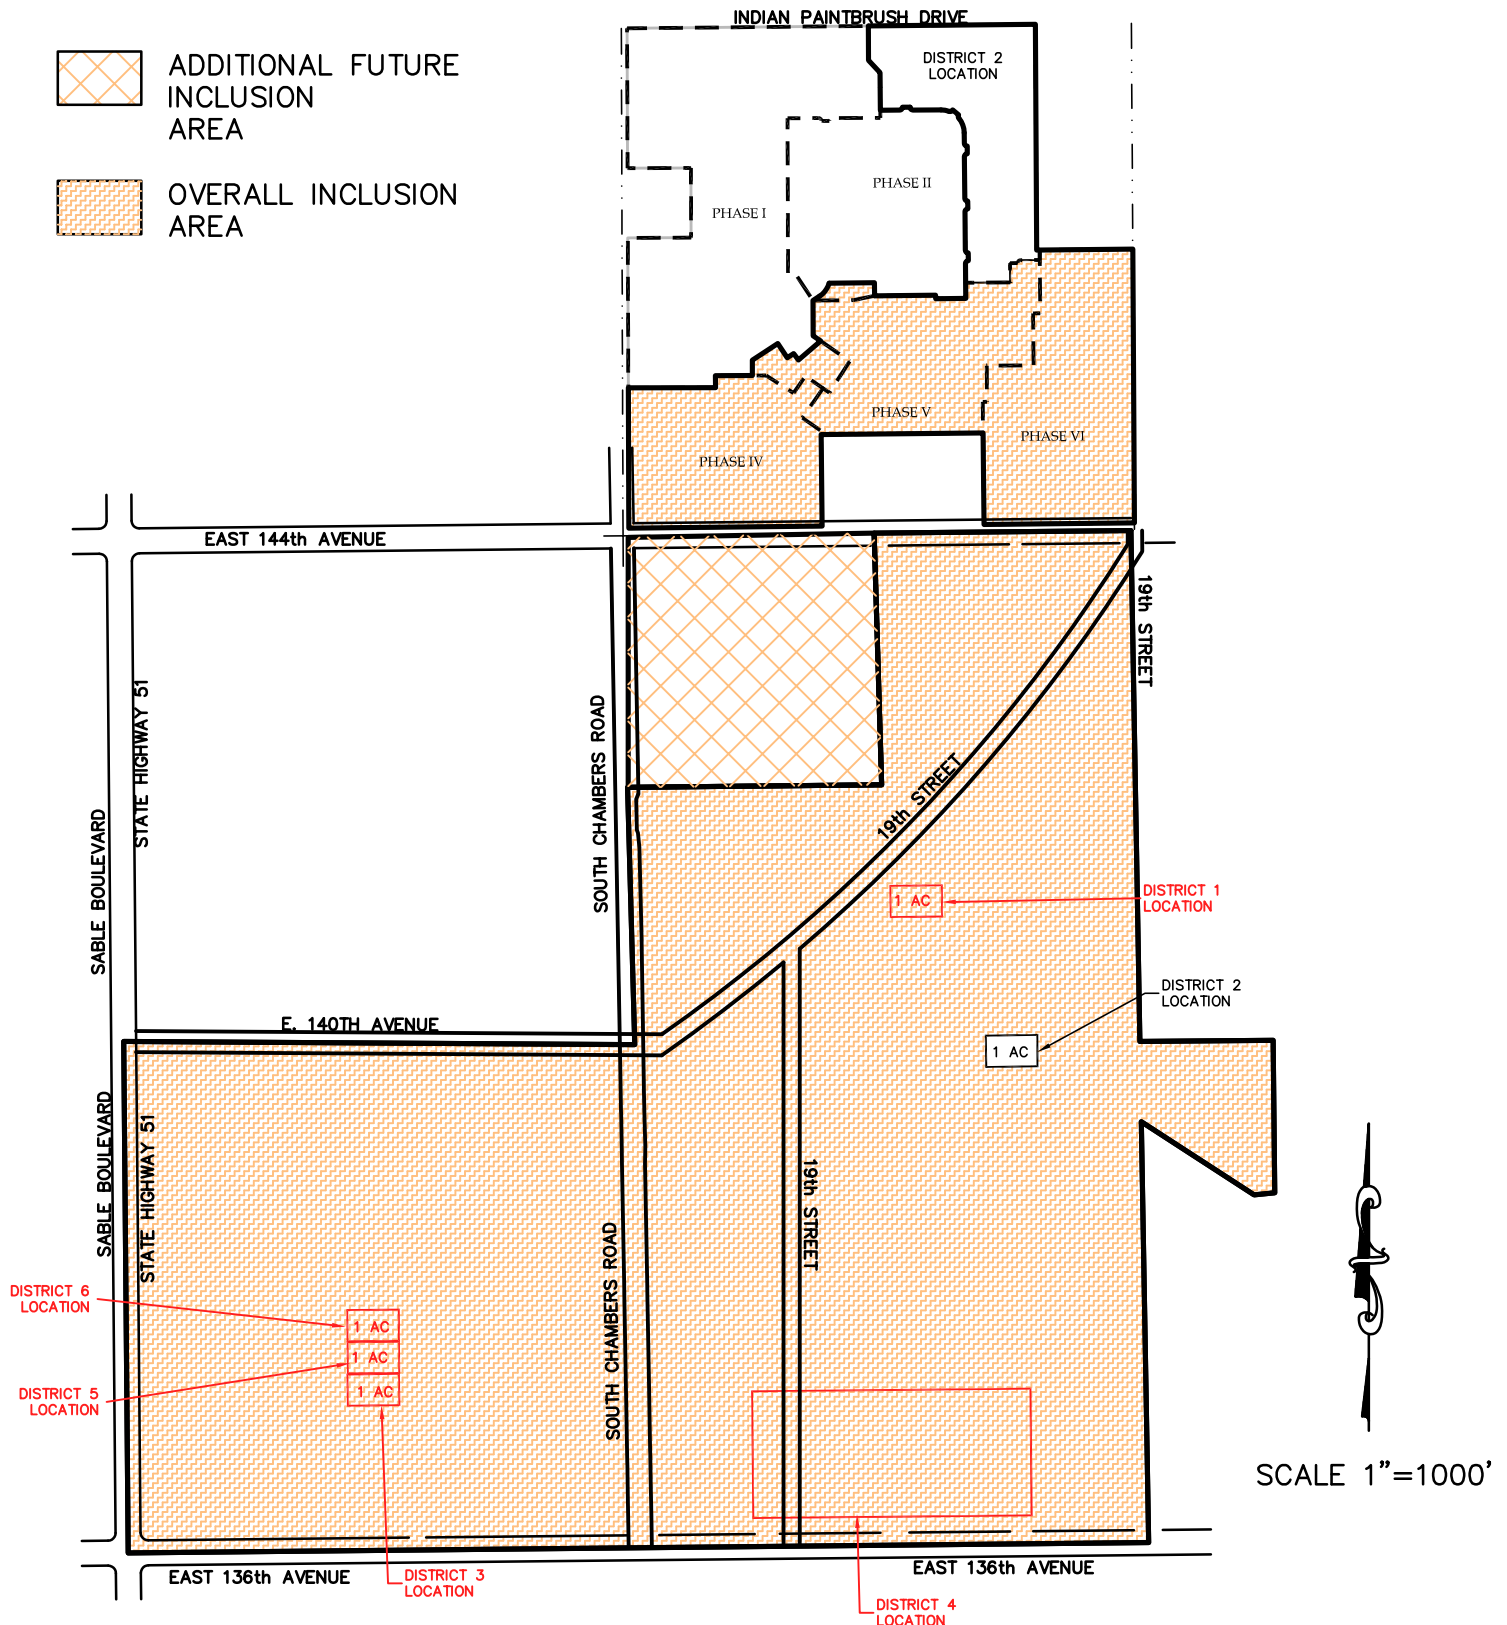 INDIAN PAINTBRUSH DRIVE
ADDITIONAL FUTURE
INCLUSION
AREA
OVERALL INCLUSION
AREA
DISTRICT 2
LOCATION
PHASE II
PHASE I
PHASE V
PHASE VI
PHASE IV
EAST 144th AVENUE
19th STREET
STATE HIGHWAY 51
SOUTH CHAMBERS ROAD
SABLE BOULEVARD
19th STREET
1 AC
DISTRICT 1
LOCATION
DISTRICT 2
LOCATION
1 AC
E. 140TH AVENUE
SABLE BOULEVARD
STATE HIGHWAY 51
19th STREET
SOUTH CHAMBERS ROAD
DISTRICT 6
LOCATION
1 AC
1 AC
1 AC
DISTRICT 5
LOCATION
SCALE 1"=1000'
EAST 136th AVENUE
DISTRICT 3
LOCATION
EAST 136th AVENUE
DISTRICT 4
LOCATION